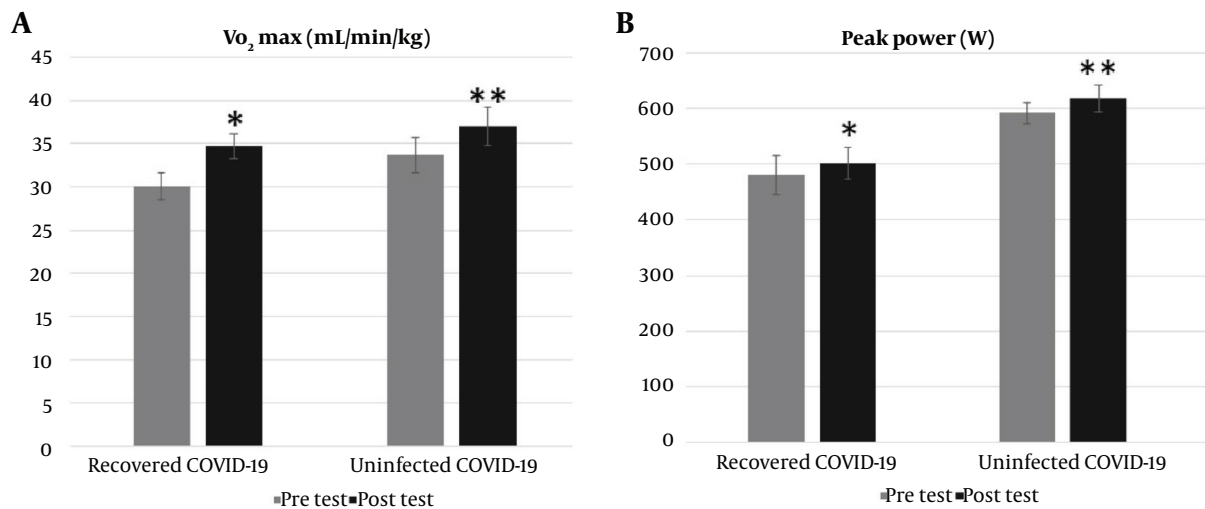 A
Vo₂ max (mL/min/kg)
45
40
35
30
25
20
15
10
5
0
*
**
Recovered COVID-19 Uninfected COVID-19
Pre test Post test
B
Peak power (W)
700
600
500
400
300
200
100
0
*
**
Recovered COVID-19 Uninfected COVID-19
Pre test Post test